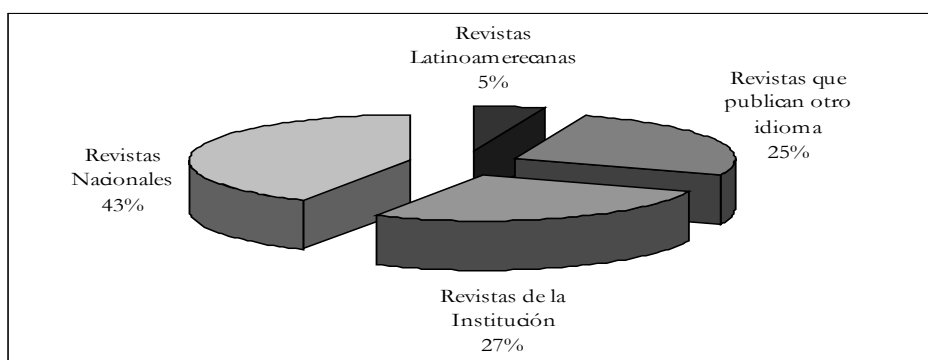 Revistas
Latinoamerecanas
5%
Revistas que
publican otro
idioma
25%
Revistas
Nacionales
43%
Revistas de la
Institución
27%